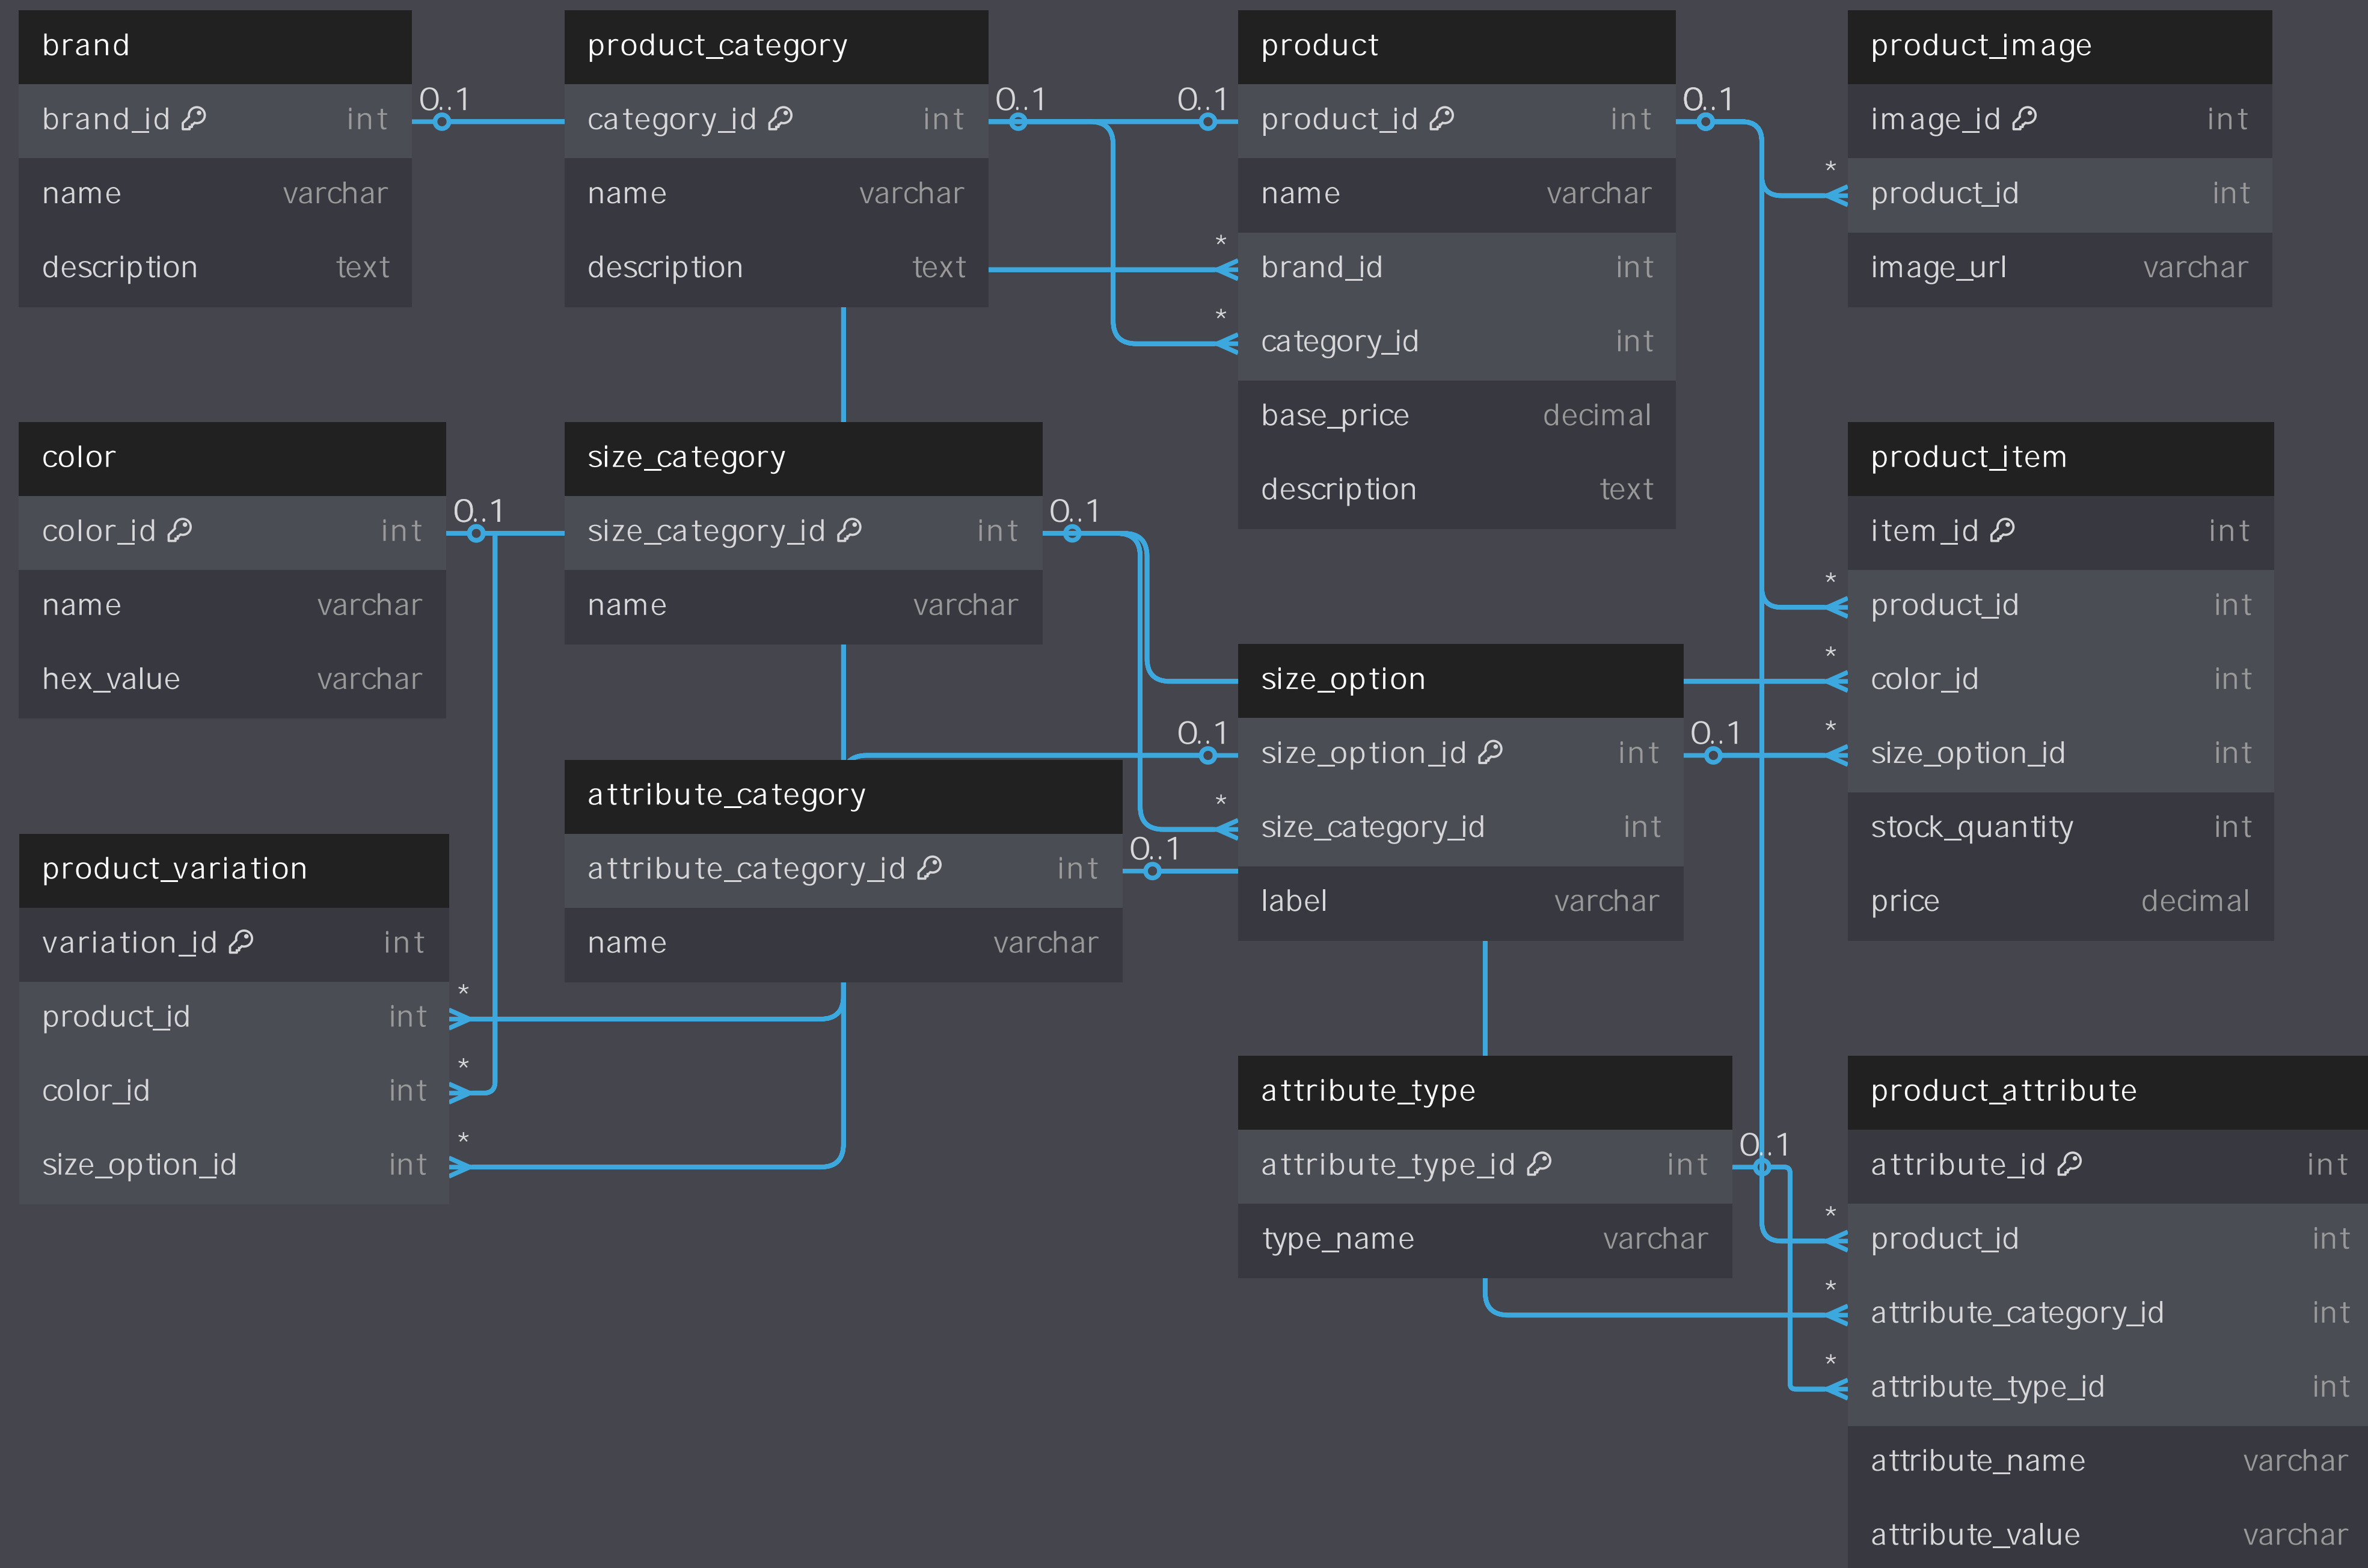 brand
brand_id int
name varchar
description text
0..1
product_category
category_id int
name varchar
description text
0..1
0..1
*
*
product
product_id int
name varchar
brand_id int
category_id int
base_price decimal
description text
0..1
*
product_image
image_id int
product_id int
image_url varchar
color
color_id int
name varchar
hex_value varchar
0..1
size_category
size_category_id int
name varchar
0..1
0..1
*
size_option
size_option_id int
size_category_id int
label varchar
0..1
*
*
*
product_item
item_id int
product_id int
color_id int
size_option_id int
stock_quantity int
price decimal
product_variation
variation_id int
product_id int
color_id int
size_option_id int
*
*
*
attribute_category
attribute_category_id int
name varchar
0..1
attribute_type
attribute_type_id int
type_name varchar
0..1
*
*
*
product_attribute
attribute_id int
product_id int
attribute_category_id int
attribute_type_id int
attribute_name varchar
attribute_value varchar